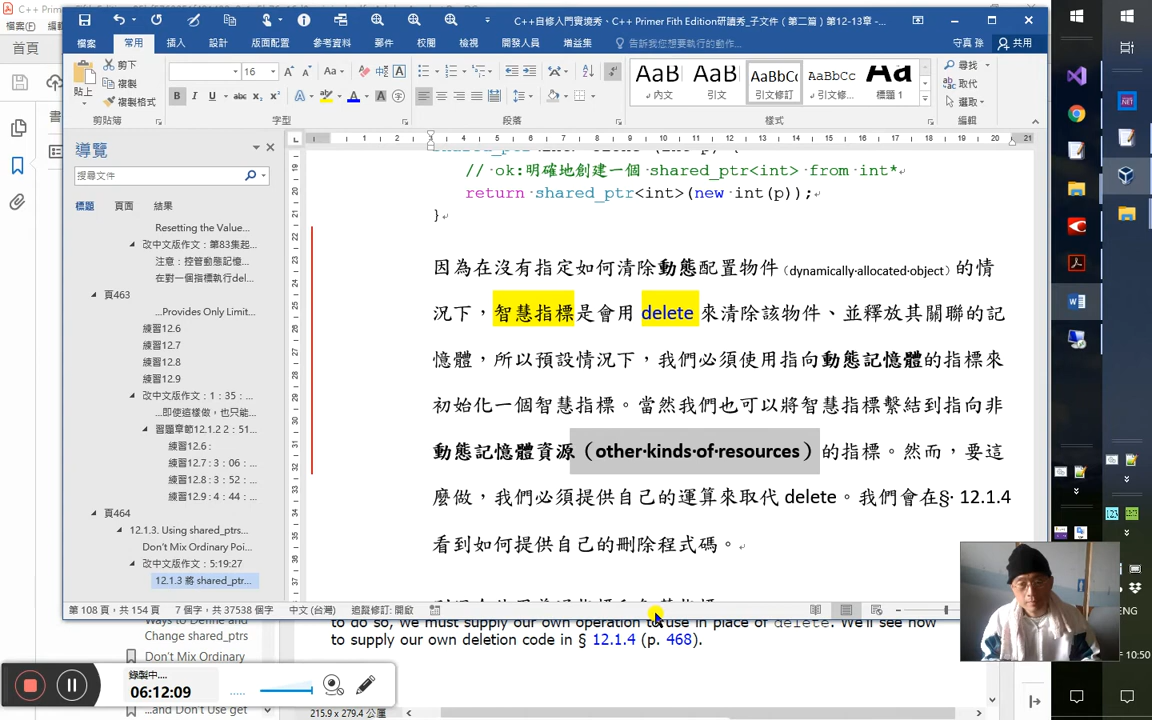 C++自修入門實境秀、C++ Primer Fith Edition研讀秀_子文件（第二篇）第12-13章 -...
檔案 常用 插入 設計 版面配置 參考資料 郵件 校閱 檢視 開發人員 增益集 告訴我您想要執行的動作... 守真 孫 共用
首頁
貼上 剪下
複製
複製格式
16
剪貼簿 字型 段落 樣式 編輯
AaB AaB AaBbCc AaBbCc AaB
內文 引文 引文修訂 引文修... 標題 1
尋找
取代
選取
導覽
搜尋文件
標題 頁面 結果
Resetting the Value...
改中文版作文：第83集起...
注意：控管動態記憶...
在對一個指標執行del...
頁463
...Provides Only Limit...
練習12.6
練習12.7
練習12.8
練習12.9
改中文版作文：1：35：...
...即使這樣做，也只能...
習題章節12.1.2 2：51...
練習12.6：
練習12.7：3：06：...
練習12.8：3：52：...
練習12.9：4：44：...
頁464
12.1.3. Using shared_ptrs...
Don't Mix Ordinary Poi...
改中文版作文：5:19:27
12.1.3 將 shared_ptr...
// ok:明確地創建一個 shared_ptr<int> from int*
return shared_ptr<int>(new int(p));
}
因為在沒有指定如何清除動態配置物件（dynamically allocated object）的情
況下，智慧指標是會用 delete 來清除該物件、並釋放其關聯的記
憶體，所以預設情況下，我們必須使用指向動態記憶體的指標來
初始化一個智慧指標。當然我們也可以將智慧指標繫結到指向非
動態記憶體資源（other kinds of resources）的指標。然而，要這
麼做，我們必須提供自己的運算來取代 delete。我們會在§ 12.1.4
看到如何提供自己的刪除程式碼。
第 108 頁，共 154 頁 7 個字，共 37538 個字 中文 (台灣) 追蹤修訂: 開啟
to do so, we must supply our own operation to use in place of delete. We'll see how
to supply our own deletion code in § 12.1.4 (p. 468).
Ways to Define and
Change shared_ptrs
Don't Mix Ordinary
...and Don't Use get
錄製中...
06:12:09
215.9 x 279.4 公釐
ENG
10:50